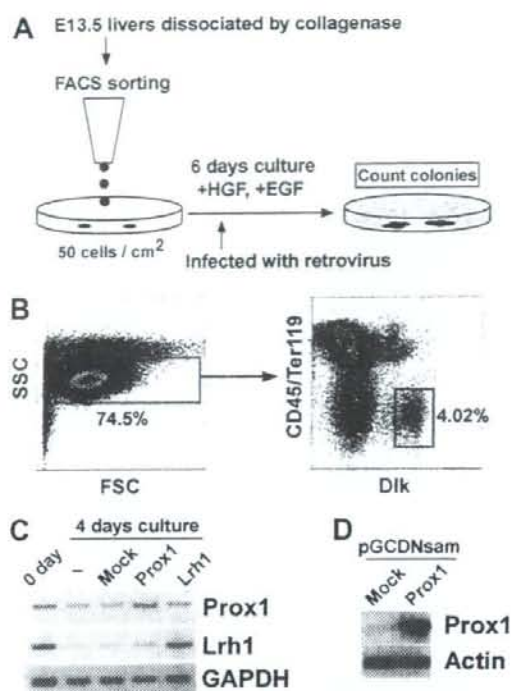 A
E13.5 livers dissociated by collagenase
FACS sorting
6 days culture
+HGF, +EGF
Count colonies
50 cells / cm2
Infected with retrovirus
B
SSC
74.5%
FSC
CD45/Ter119
4.02%
Dlk
C
4 days culture
0 day
–
Mock
Prox1
Lrh1
Prox1
Lrh1
GAPDH
D
pGCDNsam
Mock
Prox1
Prox1
Actin